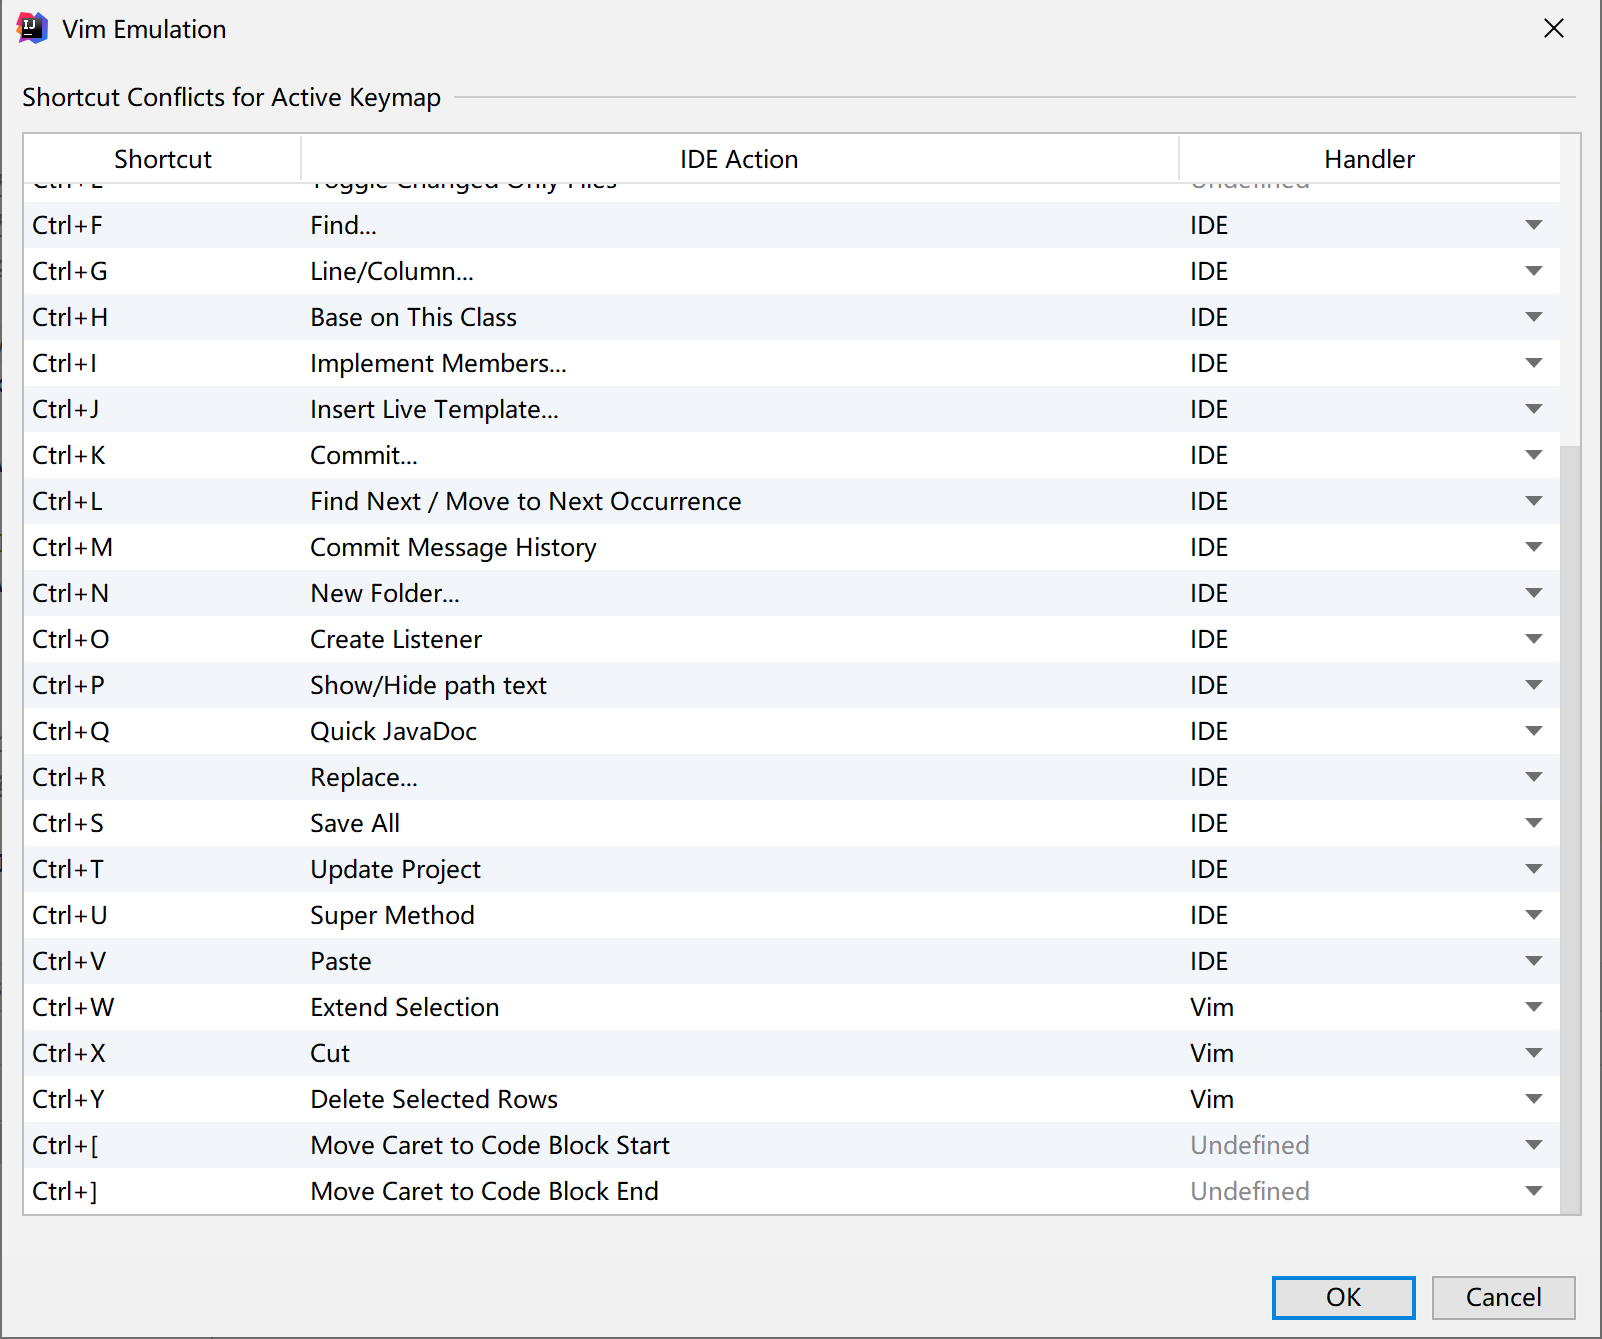 Vim Emulation
Shortcut Conflicts for Active Keymap
Shortcut IDE Action Handler
Toggle Changed Only Files Undefined
Ctrl+F Find... IDE
Ctrl+G Line/Column... IDE
Ctrl+H Base on This Class IDE
Ctrl+I Implement Members... IDE
Ctrl+J Insert Live Template... IDE
Ctrl+K Commit... IDE
Ctrl+L Find Next / Move to Next Occurrence IDE
Ctrl+M Commit Message History IDE
Ctrl+N New Folder... IDE
Ctrl+O Create Listener IDE
Ctrl+P Show/Hide path text IDE
Ctrl+Q Quick JavaDoc IDE
Ctrl+R Replace... IDE
Ctrl+S Save All IDE
Ctrl+T Update Project IDE
Ctrl+U Super Method IDE
Ctrl+V Paste IDE
Ctrl+W Extend Selection Vim
Ctrl+X Cut Vim
Ctrl+Y Delete Selected Rows Vim
Ctrl+[ Move Caret to Code Block Start Undefined
Ctrl+] Move Caret to Code Block End Undefined
OK Cancel